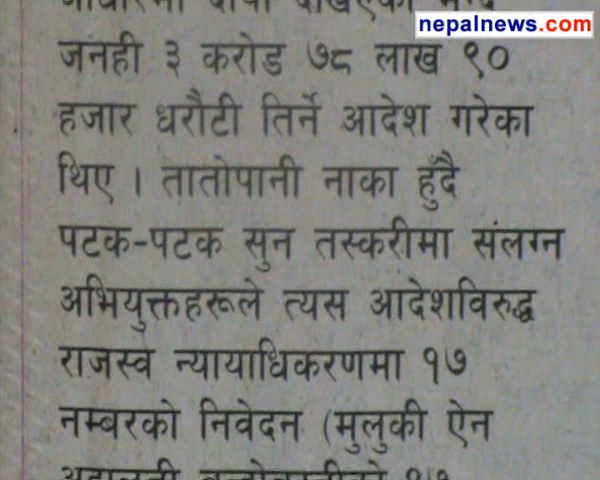 nepalnews.com
जनही ३ करोड ७८ लाख ९०
हजार धरौटी तिर्ने आदेश गरेका
थिए । तातोपानी नाका हुँदै
पटक-पटक सुन तस्करीमा संलग्न
अभियुक्तहरूले त्यस आदेशविरुद्ध
राजस्व न्यायाधिकरणमा १७
नम्बरको निवेदन (मुलुकी ऐन